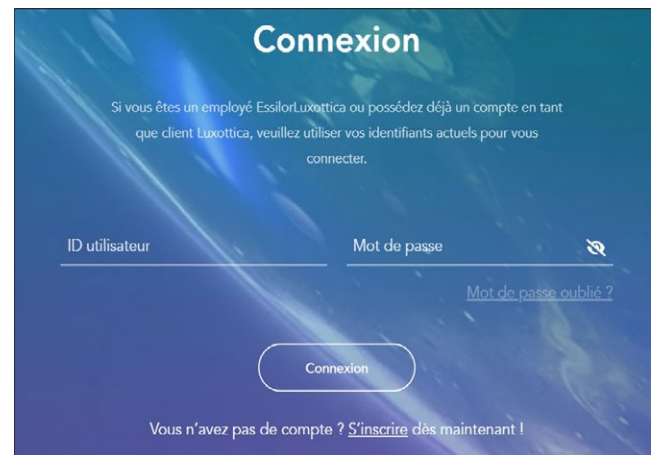 Connexion
Si vous êtes un employé EssilorLuxottica ou possédez déjà un compte en tant
que client Luxottica, veuillez utiliser vos identifiants actuels pour vous
connecter.
ID utilisateur
Mot de passe
Mot de passe oublié ?
Connexion
Vous n’avez pas de compte ? S’inscrire dès maintenant !